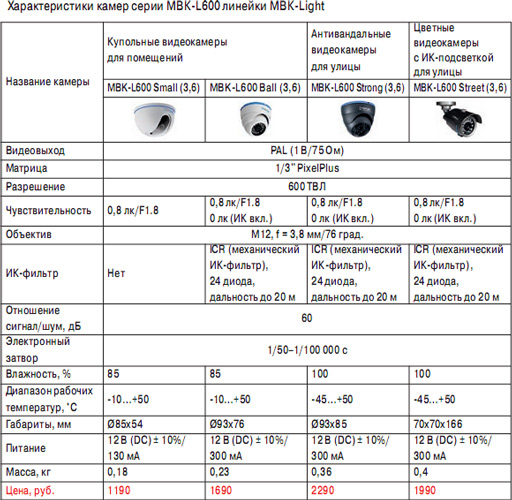 Характеристики камер серии МВК-L600 линейки МВК-Light
Название камеры
Купольные видеокамеры
для помещений
Антивандальные
видеокамеры
для улицы
Цветные
видеокамеры
с ИК-подсветкой
для улицы
МВК-L600 Small (3,6)
МВК-L600 Ball (3,6)
МВК-L600 Strong (3,6)
МВК-L600 Street (3,6)
Видеовыход
PAL (1 В/75 Ом)
Матрица
1/3'' PixelPlus
Разрешение
600 ТВЛ
Чувствительность
0,8 лк/F1.8
0,8 лк/F1.8
0 лк (ИК вкл.)
0,8 лк/F1.8
0 лк (ИК вкл.)
0,8 лк/F1.8
0 лк (ИК вкл.)
Объектив
M12, f = 3,8 мм/76 град.
ИК-фильтр
Нет
ICR (механический
ИК-фильтр),
24 диода,
дальность до 20 м
ICR (механический
ИК-фильтр),
24 диода,
дальность до 20 м
ICR (механический
ИК-фильтр),
24 диода,
дальность до 20 м
Отношение
сигнал/шум, дБ
60
Электронный
затвор
1/50–1/100 000 с
Влажность, %
85
85
100
100
Диапазон рабочих
температур, °С
-10...+50
-10...+50
-45...+50
-45...+50
Габариты, мм
Ø85x54
Ø93x76
Ø93x85
70x70x166
Питание
12 В (DC) ± 10%/
130 мА
12 В (DC) ± 10%/
300 мА
12 В (DC) ± 10%/
300 мА
12 В (DC) ± 10%/
300 мА
Масса, кг
0,18
0,23
0,36
0,4
Цена, руб.
1190
1690
2290
1990